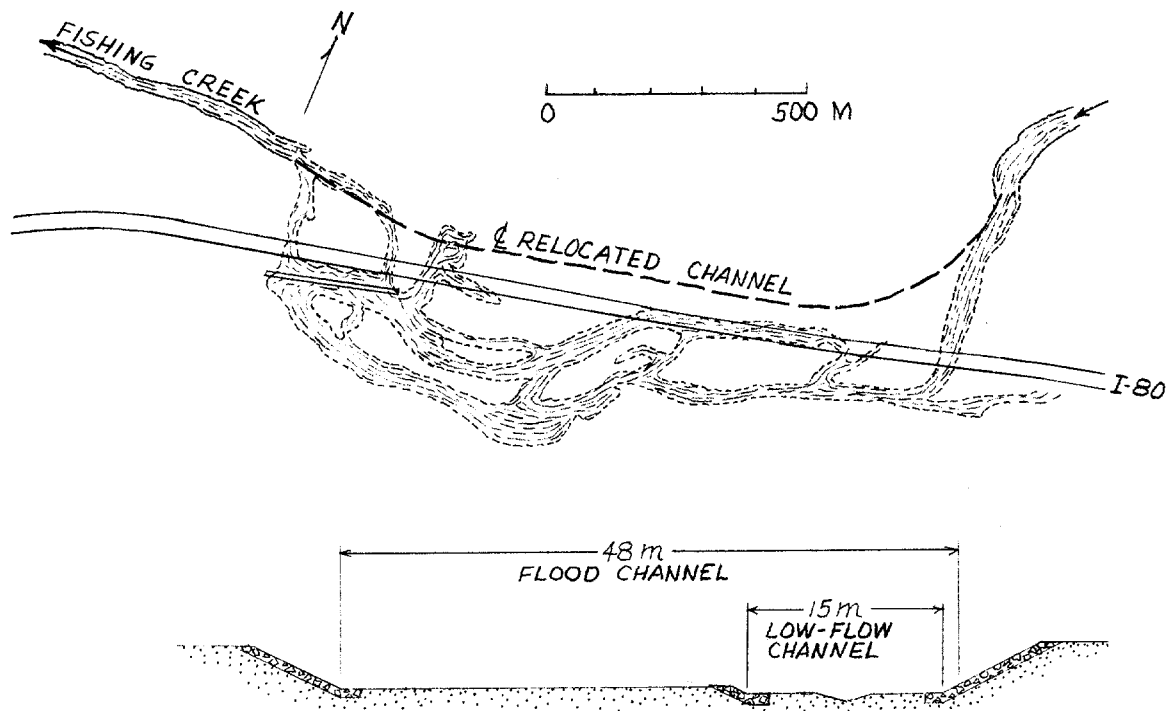 FISHING CREEK
N
0 500 M
℄ RELOCATED CHANNEL
I-80
48 m
FLOOD CHANNEL
15 m
LOW-FLOW
CHANNEL